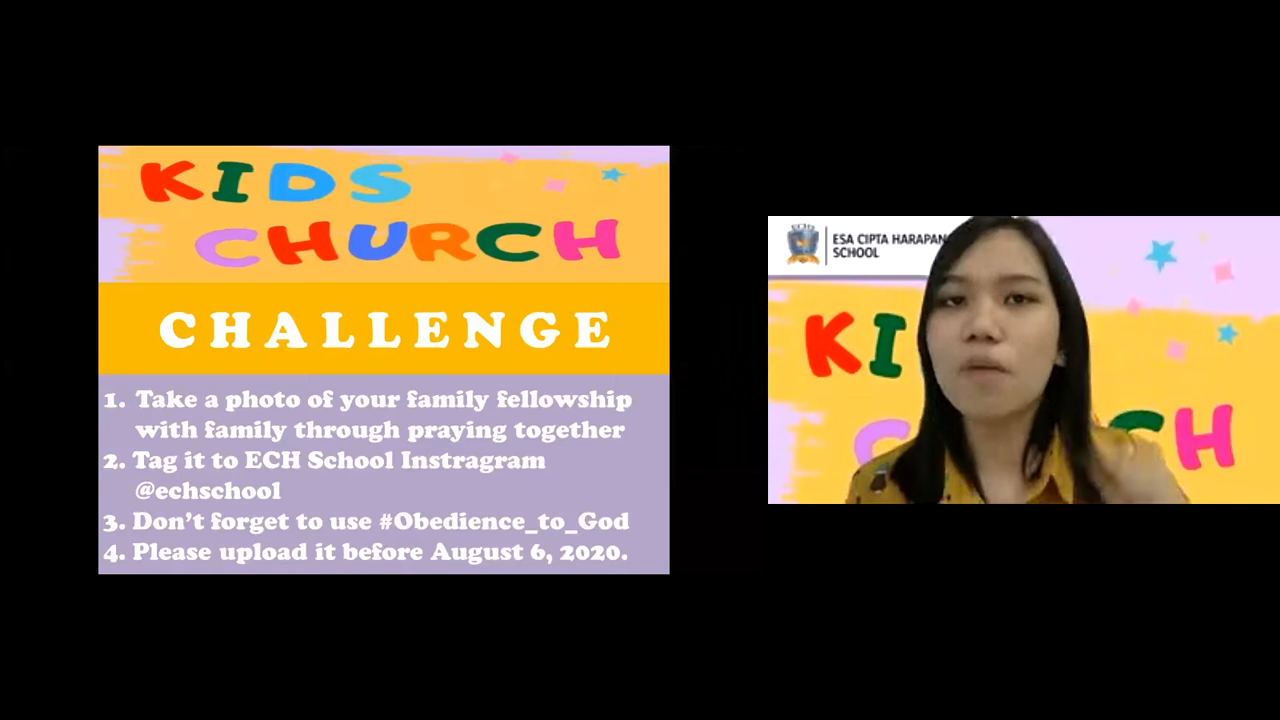 KIDS
CHURCH
CHALLENGE
1. Take a photo of your family fellowship
with family through praying together
2. Tag it to ECH School Instragram
@echschool
3. Don't forget to use #Obedience_to_God
4. Please upload it before August 6, 2020.
ESA CIPTA HARAPAN
SCHOOL
KI
C CH